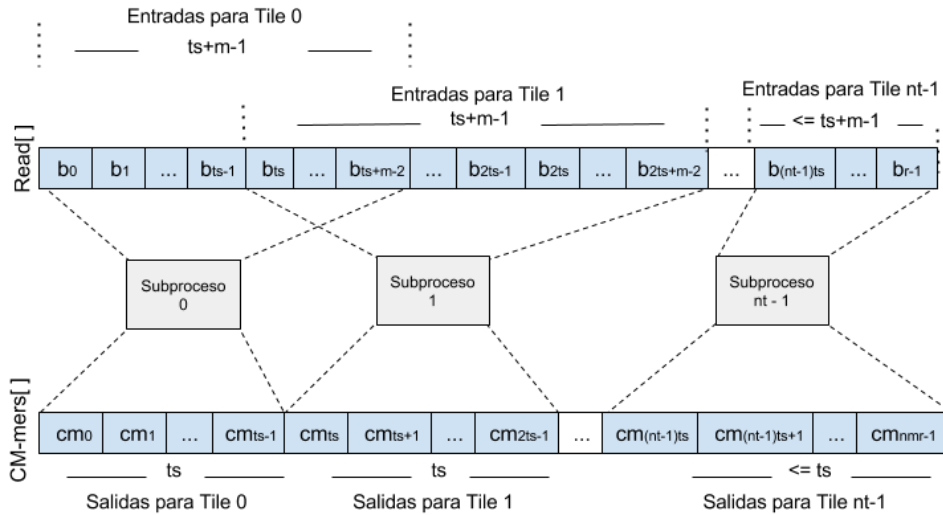 Entradas para Tile 0
ts+m-1
Entradas para Tile 1
ts+m-1
Entradas para Tile nt-1
<= ts+m-1
Read[ ]
b0 b1 ... bts-1 bts ... bts+m-2 ... b2ts-1 b2ts ... b2ts+m-2 ... b(nt-1)ts ... br-1
Subproceso
0
Subproceso
1
Subproceso
nt - 1
CM-mers[ ]
cm0 cm1 ... cmts-1 cmts cmts+1 ... cm2ts-1 ... cm(nt-1)ts cm(nt-1)ts+1 ... cmnmr-1
ts
Salidas para Tile 0
ts
Salidas para Tile 1
<= ts
Salidas para Tile nt-1